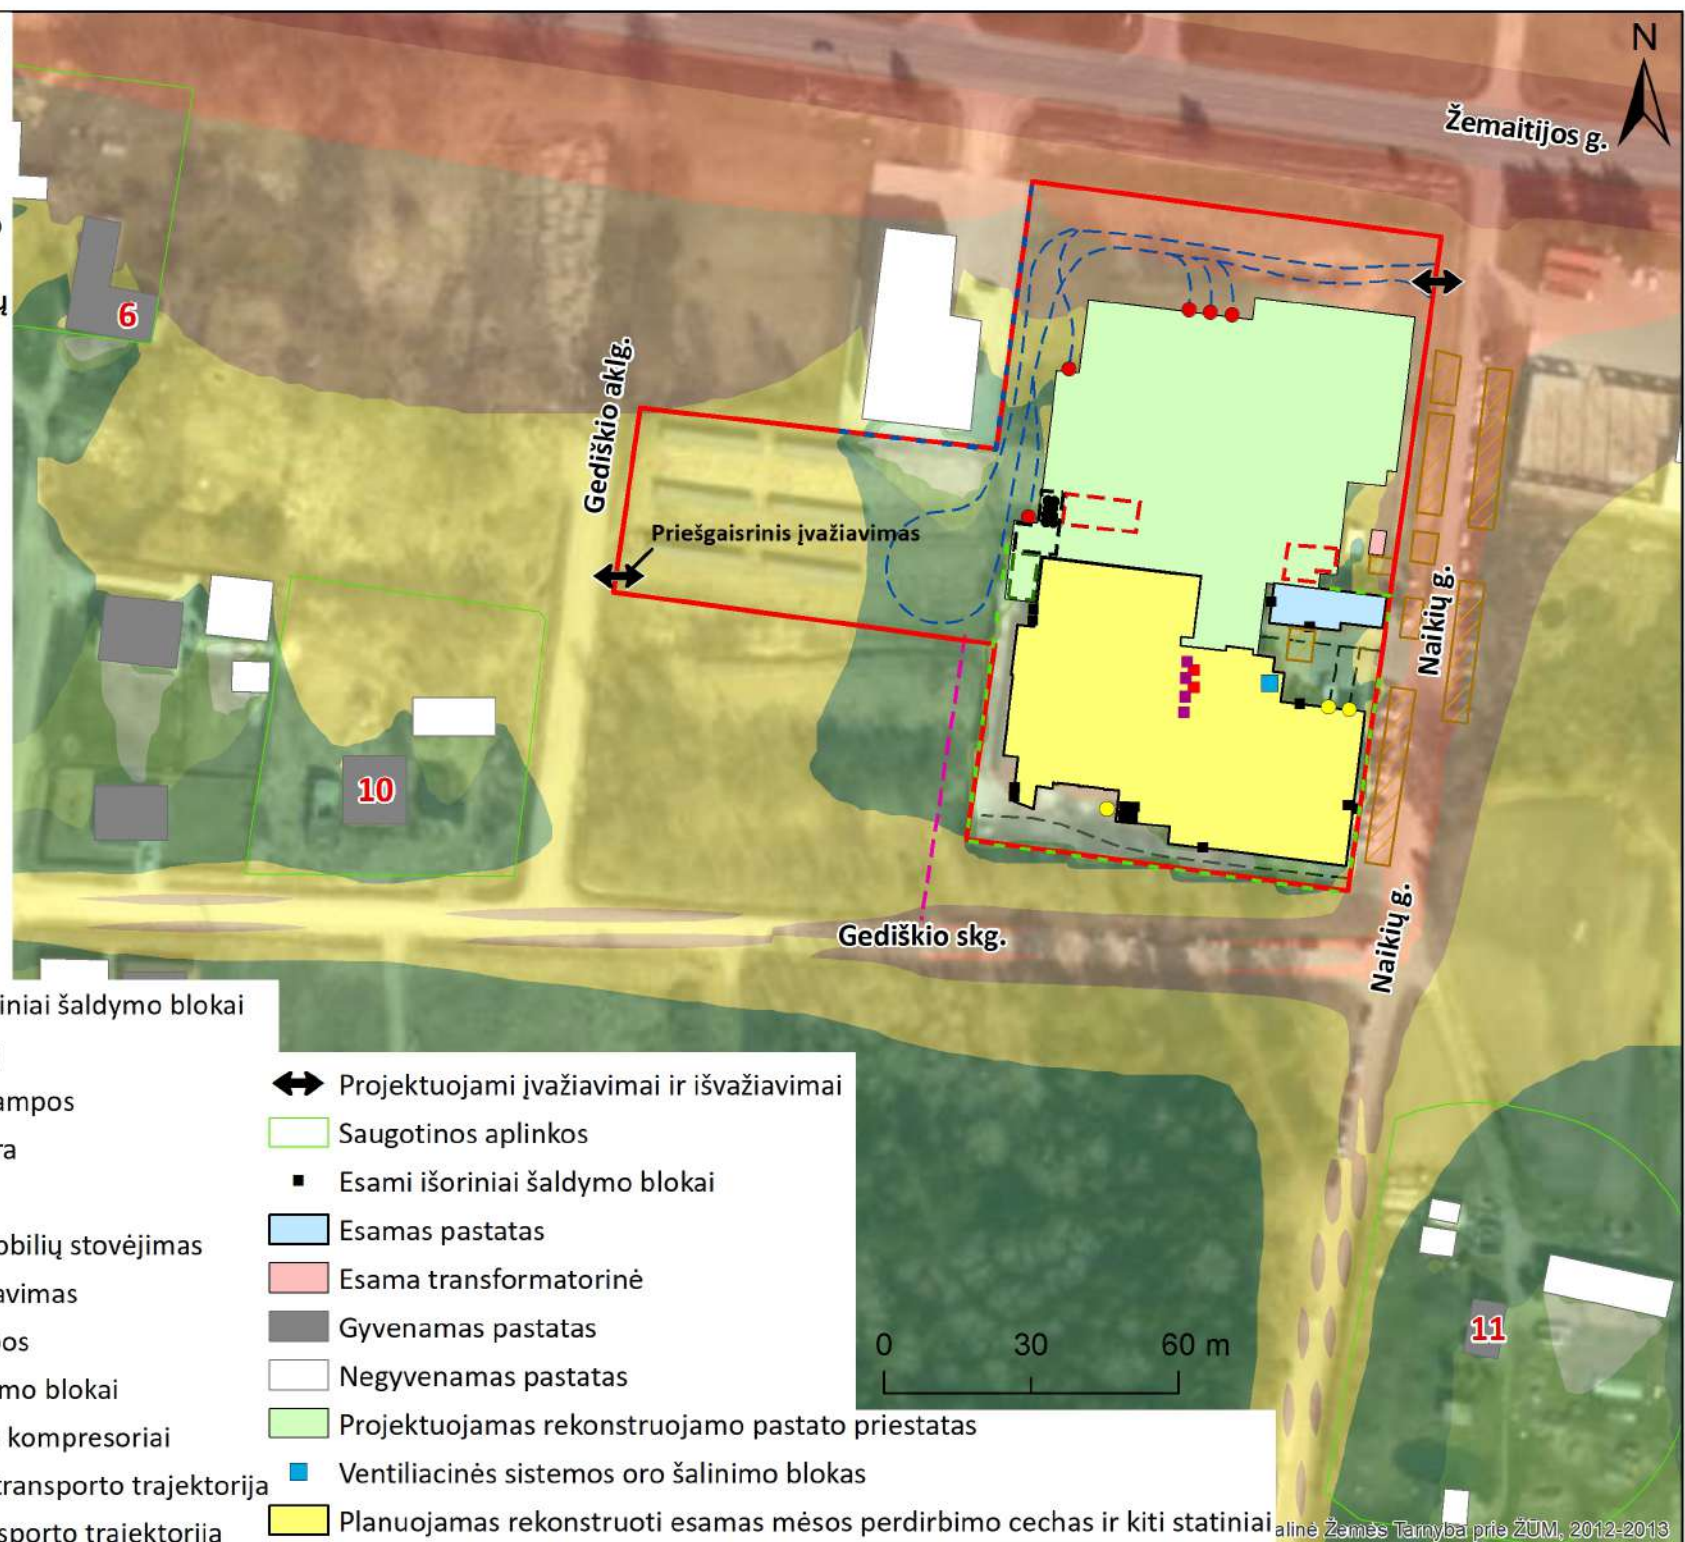 N
Žemaitijos g.
6
ų
Gediškio aklg.
Priešgaisrinis įvažiavimas
Naikių g.
10
Gediškio skg.
Naikių g.
iniai šaldymo blokai
ampos
ra
obilių stovėjimas
avimas
pos
mo blokai
kompresoriai
transporto trajektorija
sporto trajektorija
Projektuojami įvažiavimai ir išvažiavimai
Saugotinos aplinkos
Esami išoriniai šaldymo blokai
Esamas pastatas
Esama transformatorinė
Gyvenamas pastatas
Negyvenamas pastatas
Projektuojamas rekonstruojamo pastato priestatas
Ventiliacinės sistemos oro šalinimo blokas
Planuojamas rekonstruoti esamas mėsos perdirbimo cechas ir kiti statiniai
0 30 60 m
11
alinė Žemės Tarnyba prie ŽŪM, 2012-2013